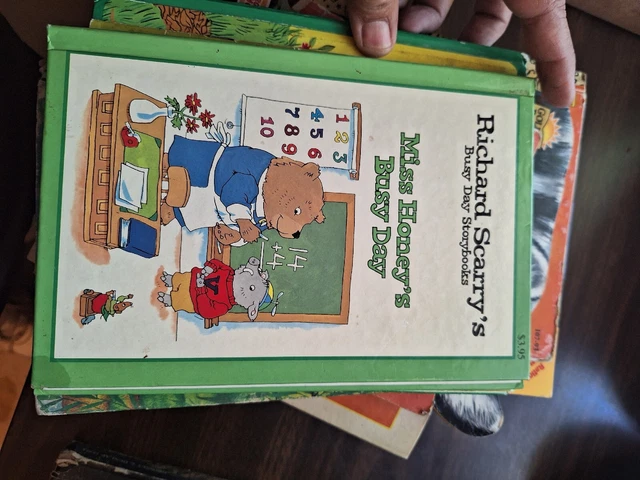 $3.95
Richard Scarry's
Busy Day Storybooks
Miss Honey's
Busy Day
1 2 3
4 5 6
7 8 9
10
14
+4